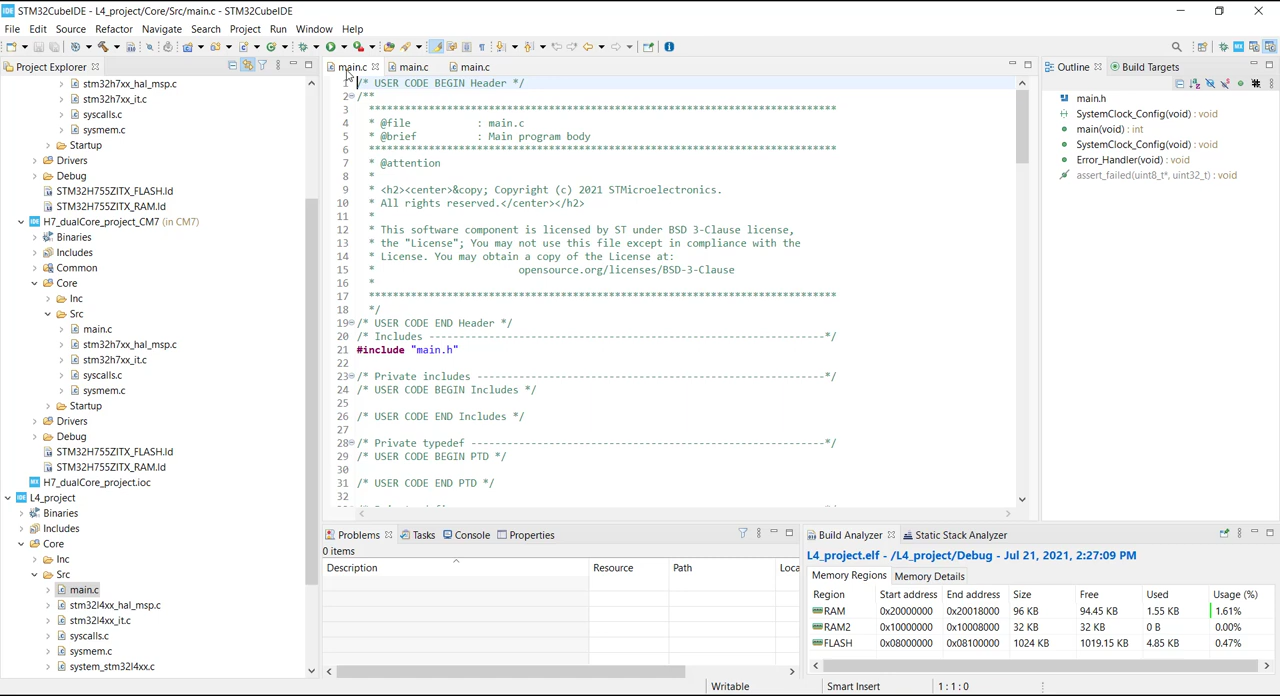 STM32CubeIDE - L4_project/Core/Src/main.c - STM32CubeIDE
File Edit Source Refactor Navigate Search Project Run Window Help
Project Explorer
stm32h7xx_hal_msp.c
stm32h7xx_it.c
syscalls.c
sysmem.c
Startup
Drivers
Debug
STM32H755ZITX_FLASH.ld
STM32H755ZITX_RAM.ld
H7_dualCore_project_CM7 (in CM7)
Binaries
Includes
Common
Core
Inc
Src
main.c
stm32h7xx_hal_msp.c
stm32h7xx_it.c
syscalls.c
sysmem.c
Startup
Drivers
Debug
STM32H755ZITX_FLASH.ld
STM32H755ZITX_RAM.ld
H7_dualCore_project.ioc
L4_project
Binaries
Includes
Core
Inc
Src
main.c
stm32l4xx_hal_msp.c
stm32l4xx_it.c
syscalls.c
sysmem.c
system_stm32l4xx.c
main.c main.c main.c
1 /* USER CODE BEGIN Header */
2 /**
3 ******************************************************************************
4 * @file : main.c
5 * @brief : Main program body
6 ******************************************************************************
7 * @attention
8 *
9 * <h2><center>&copy; Copyright (c) 2021 STMicroelectronics.
10 * All rights reserved.</center></h2>
11 *
12 * This software component is licensed by ST under BSD 3-Clause license,
13 * the "License"; You may not use this file except in compliance with the
14 * License. You may obtain a copy of the License at:
15 * opensource.org/licenses/BSD-3-Clause
16 *
17 ******************************************************************************
18 */
19 /* USER CODE END Header */
20 /* Includes ------------------------------------------------------------------*/
21 #include "main.h"
22
23 /* Private includes ----------------------------------------------------------*/
24 /* USER CODE BEGIN Includes */
25
26 /* USER CODE END Includes */
27
28 /* Private typedef -----------------------------------------------------------*/
29 /* USER CODE BEGIN PTD */
30
31 /* USER CODE END PTD */
32
Outline Build Targets
main.h
SystemClock_Config(void) : void
main(void) : int
SystemClock_Config(void) : void
Error_Handler(void) : void
assert_failed(uint8_t*, uint32_t) : void
Problems Tasks Console Properties
0 items
Description Resource Path Loca
Build Analyzer Static Stack Analyzer
L4_project.elf - /L4_project/Debug - Jul 21, 2021, 2:27:09 PM
Memory Regions Memory Details
Region Start address End address Size Free Used Usage (%)
RAM 0x20000000 0x20018000 96 KB 94.45 KB 1.55 KB 1.61%
RAM2 0x10000000 0x10008000 32 KB 32 KB 0 B 0.00%
FLASH 0x08000000 0x08100000 1024 KB 1019.15 KB 4.85 KB 0.47%
Writable Smart Insert 1 : 1 : 0